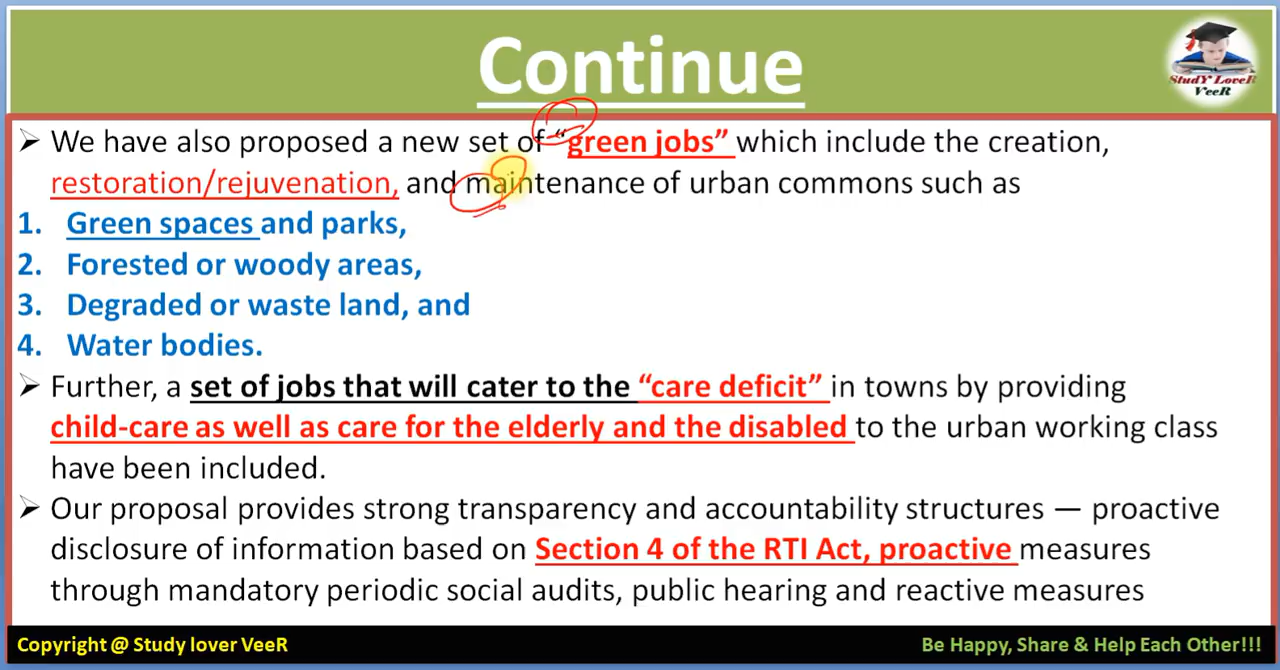 Continue
StudY LoveR
VeeR
➤ We have also proposed a new set of “green jobs” which include the creation,
restoration/rejuvenation, and maintenance of urban commons such as
1. Green spaces and parks,
2. Forested or woody areas,
3. Degraded or waste land, and
4. Water bodies.
➤ Further, a set of jobs that will cater to the “care deficit” in towns by providing
child-care as well as care for the elderly and the disabled to the urban working class
have been included.
➤ Our proposal provides strong transparency and accountability structures — proactive
disclosure of information based on Section 4 of the RTI Act, proactive measures
through mandatory periodic social audits, public hearing and reactive measures
Copyright @ Study lover VeeR
Be Happy, Share & Help Each Other!!!